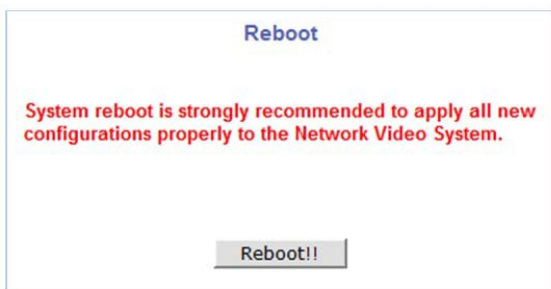 Reboot
System reboot is strongly recommended to apply all new
configurations properly to the Network Video System.
Reboot!!